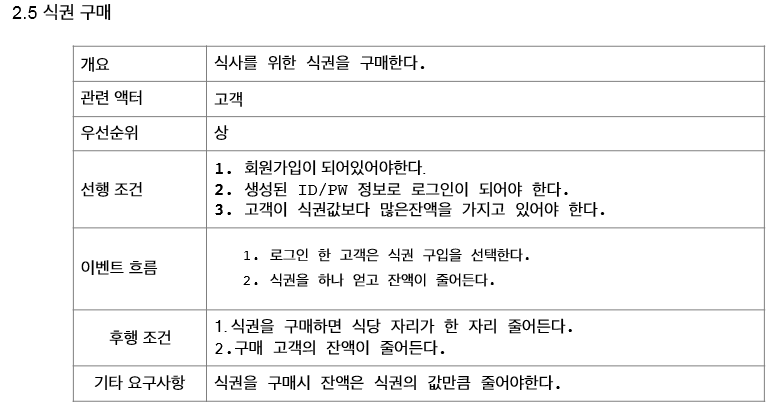 2.5 식권 구매
개요
식사를 위한 식권을 구매한다.
관련 액터
고객
우선순위
상
선행 조건
1. 회원가입이 되어있어야한다.
2. 생성된 ID/PW 정보로 로그인이 되어야 한다.
3. 고객이 식권값보다 많은잔액을 가지고 있어야 한다.
이벤트 흐름
1. 로그인 한 고객은 식권 구입을 선택한다.
2. 식권을 하나 얻고 잔액이 줄어든다.
후행 조건
1.식권을 구매하면 식당 자리가 한 자리 줄어든다.
2.구매 고객의 잔액이 줄어든다.
기타 요구사항
식권을 구매시 잔액은 식권의 값만큼 줄어야한다.